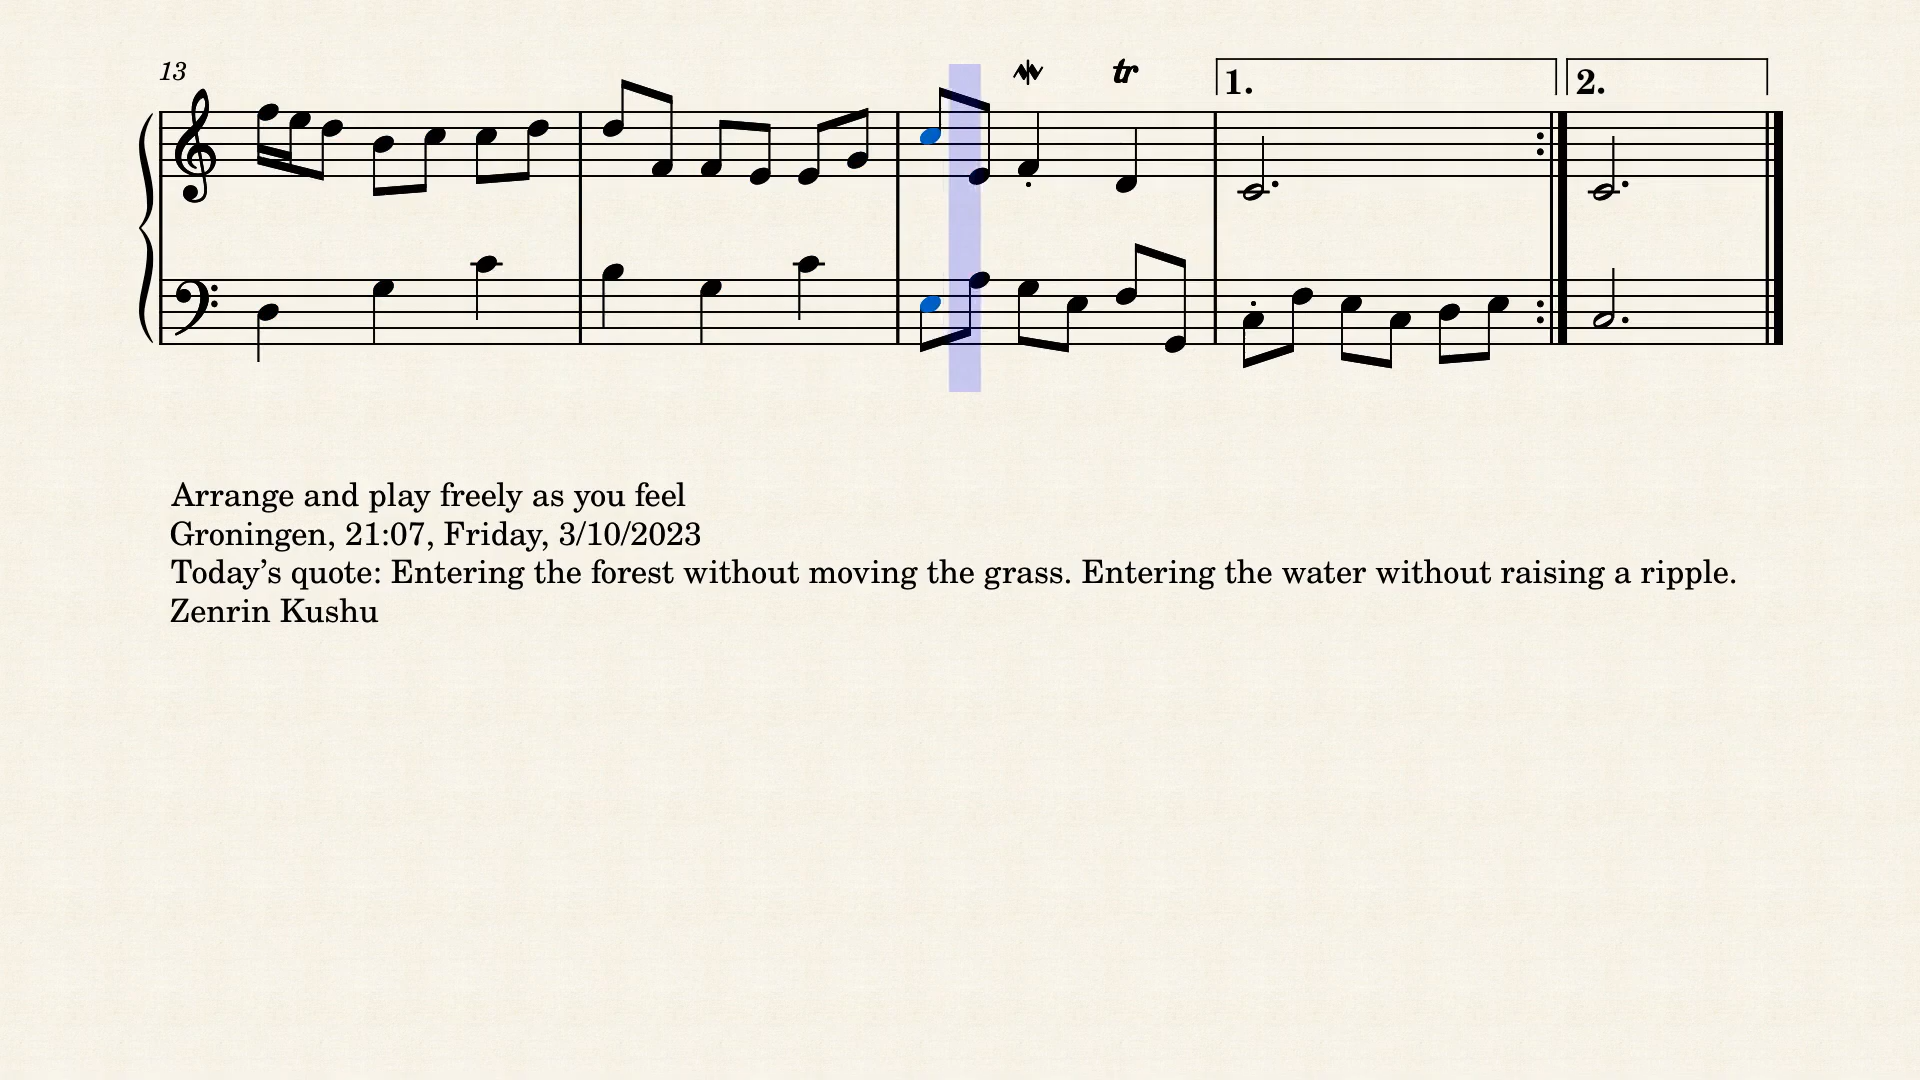 13
tr
1.
2.
Arrange and play freely as you feel
Groningen, 21:07, Friday, 3/10/2023
Today’s quote: Entering the forest without moving the grass. Entering the water without raising a ripple.
Zenrin Kushu